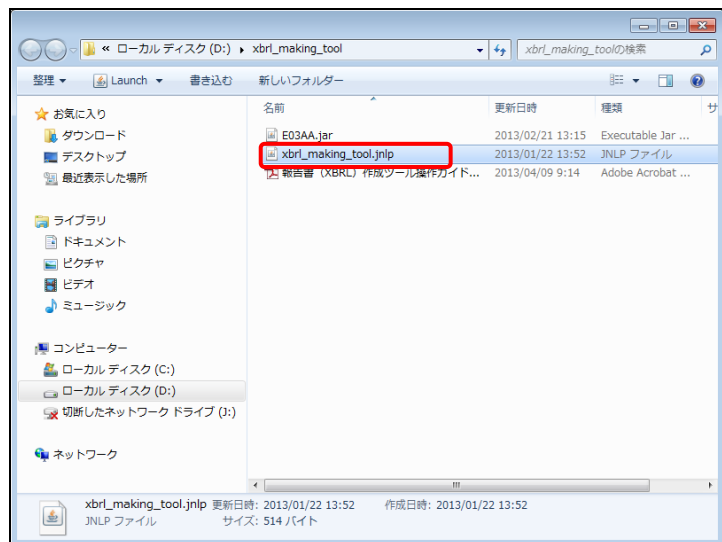 « ローカル ディスク (D:) ▸ xbrl_making_tool
xbrl_making_toolの検索
整理 ▼ Launch ▼ 書き込む 新しいフォルダー
名前 更新日時 種類 サ
E03AA.jar 2013/02/21 13:15 Executable Jar ...
xbrl_making_tool.jnlp 2013/01/22 13:52 JNLP ファイル
報告書（XBRL）作成ツール操作ガイド... 2013/04/09 9:14 Adobe Acrobat ...
お気に入り
ダウンロード
デスクトップ
最近表示した場所
ライブラリ
ドキュメント
ピクチャ
ビデオ
ミュージック
コンピューター
ローカル ディスク (C:)
ローカル ディスク (D:)
切断したネットワーク ドライブ (J:)
ネットワーク
xbrl_making_tool.jnlp 更新日時: 2013/01/22 13:52 作成日時: 2013/01/22 13:52
JNLP ファイル サイズ: 514 バイト